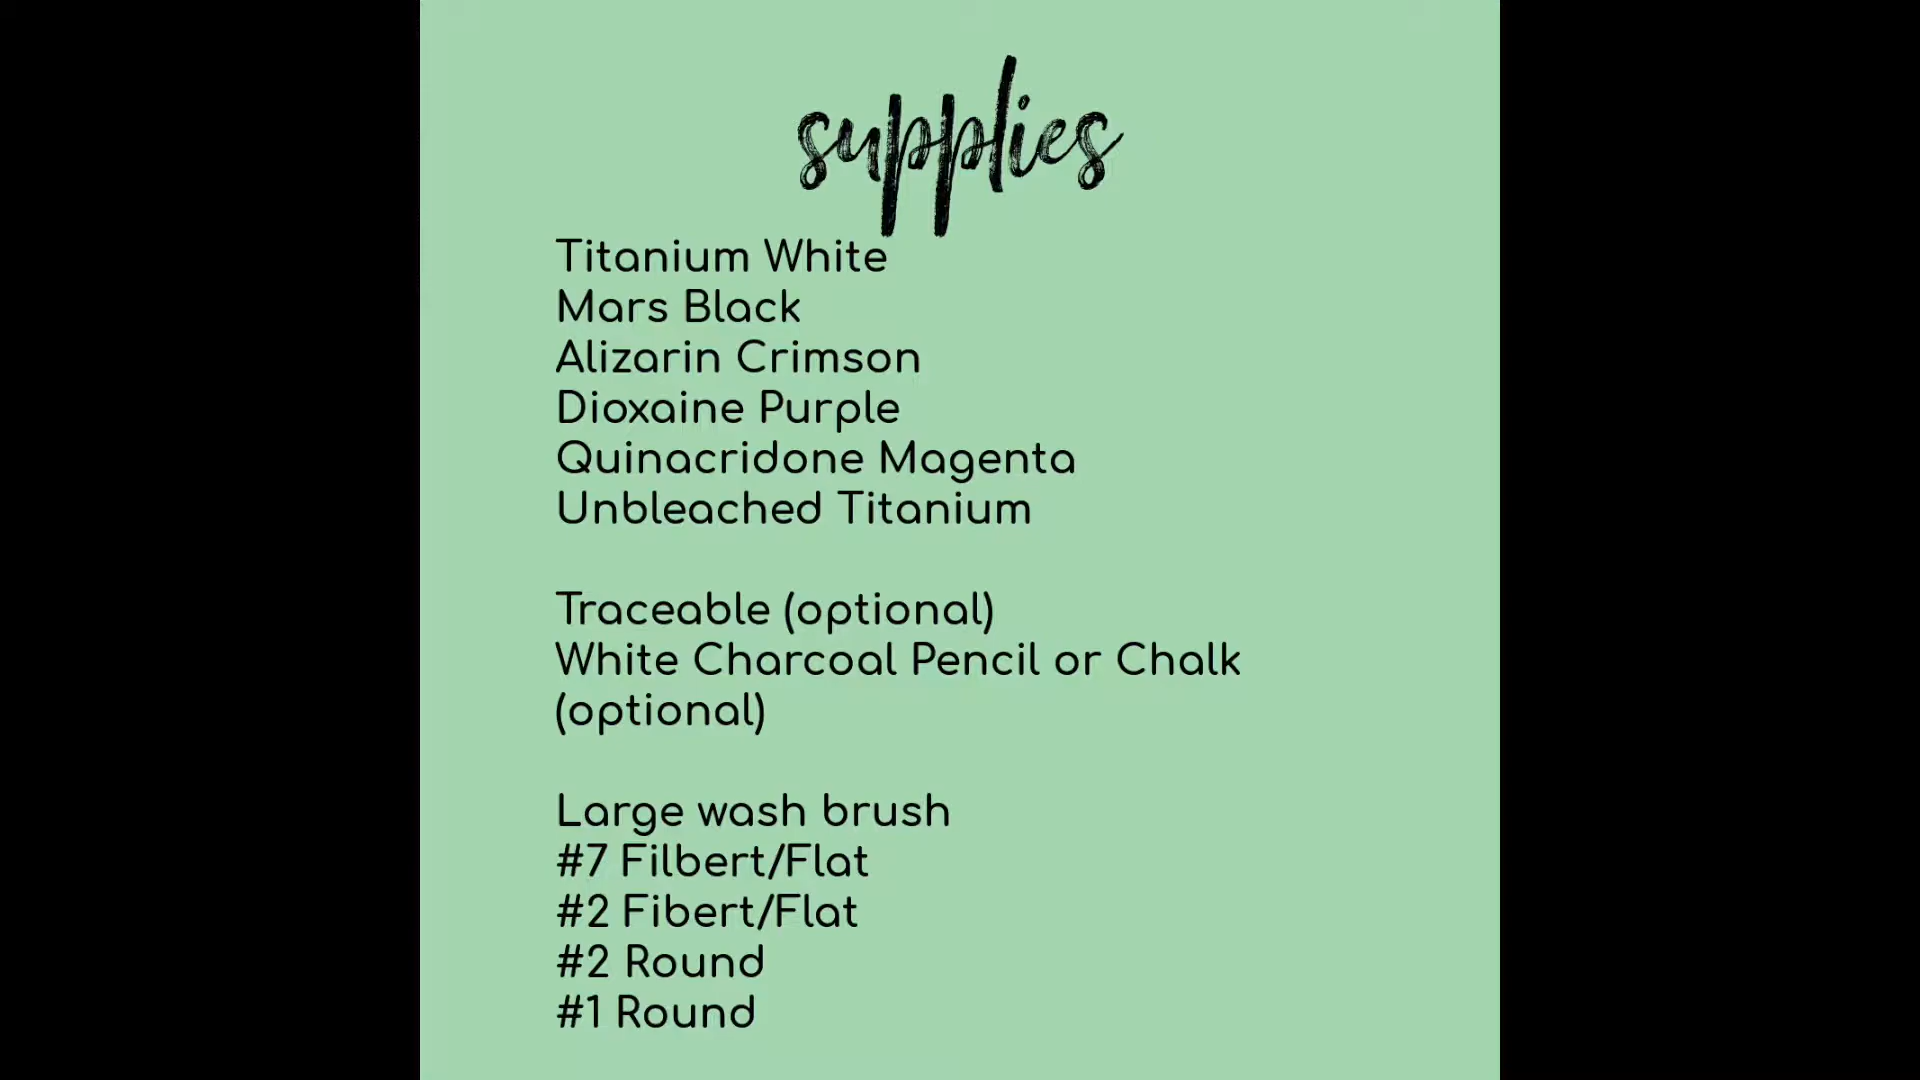 supplies
Titanium White
Mars Black
Alizarin Crimson
Dioxaine Purple
Quinacridone Magenta
Unbleached Titanium
Traceable (optional)
White Charcoal Pencil or Chalk
(optional)
Large wash brush
#7 Filbert/Flat
#2 Fibert/Flat
#2 Round
#1 Round